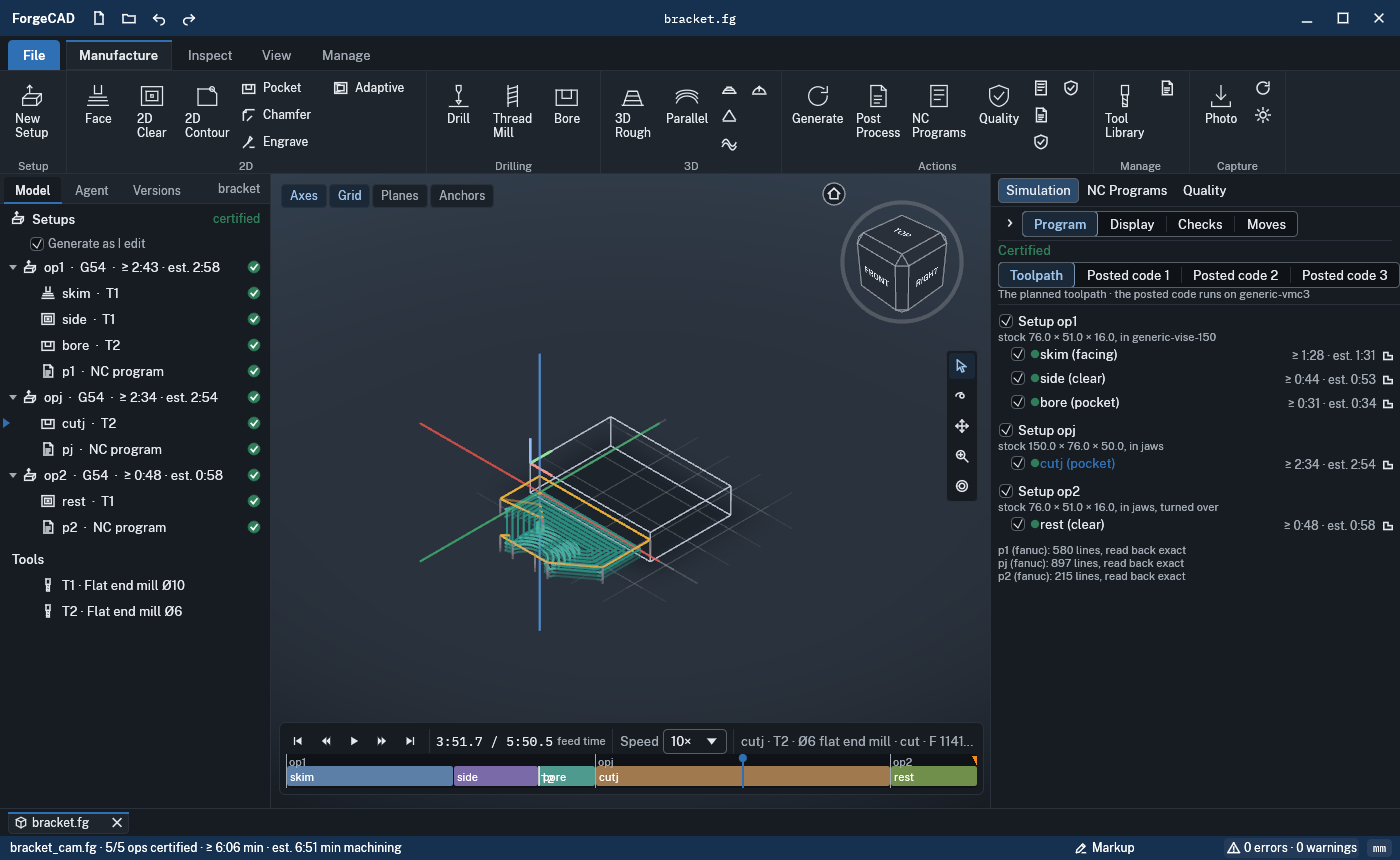 ForgeCAD
bracket.fg
File
Manufacture
Inspect
View
Manage
New Setup
Setup
Face
2D Clear
2D Contour
Pocket
Chamfer
Engrave
Adaptive
2D
Drill
Thread Mill
Bore
Drilling
3D Rough
Parallel
3D
Generate
Post Process
NC Programs
Quality
Actions
Tool Library
Manage
Photo
Capture
Model
Agent
Versions
bracket
Setups
certified
Generate as I edit
op1 · G54 · ≥ 2:43 · est. 2:58
skim · T1
side · T1
bore · T2
p1 · NC program
opj · G54 · ≥ 2:34 · est. 2:54
cutj · T2
pj · NC program
op2 · G54 · ≥ 0:48 · est. 0:58
rest · T1
p2 · NC program
Tools
T1 · Flat end mill Ø10
T2 · Flat end mill Ø6
Axes
Grid
Planes
Anchors
TOP
FRONT
RIGHT
3:51.7 / 5:50.5 feed time
Speed
10×
cutj · T2 · Ø6 flat end mill · cut · F 1141...
op1
opj
op2
skim
side
T2
bore
cutj
rest
Simulation
NC Programs
Quality
Program
Display
Checks
Moves
Certified
Toolpath
Posted code 1
Posted code 2
Posted code 3
The planned toolpath · the posted code runs on generic-vmc3
Setup op1
stock 76.0 × 51.0 × 16.0, in generic-vise-150
skim (facing) ≥ 1:28 · est. 1:31
side (clear) ≥ 0:44 · est. 0:53
bore (pocket) ≥ 0:31 · est. 0:34
Setup opj
stock 150.0 × 76.0 × 50.0, in jaws
cutj (pocket) ≥ 2:34 · est. 2:54
Setup op2
stock 76.0 × 51.0 × 16.0, in jaws, turned over
rest (clear) ≥ 0:48 · est. 0:58
p1 (fanuc): 580 lines, read back exact
pj (fanuc): 897 lines, read back exact
p2 (fanuc): 215 lines, read back exact
bracket.fg
bracket_cam.fg · 5/5 ops certified · ≥ 6:06 min · est. 6:51 min machining
Markup
0 errors · 0 warnings
mm